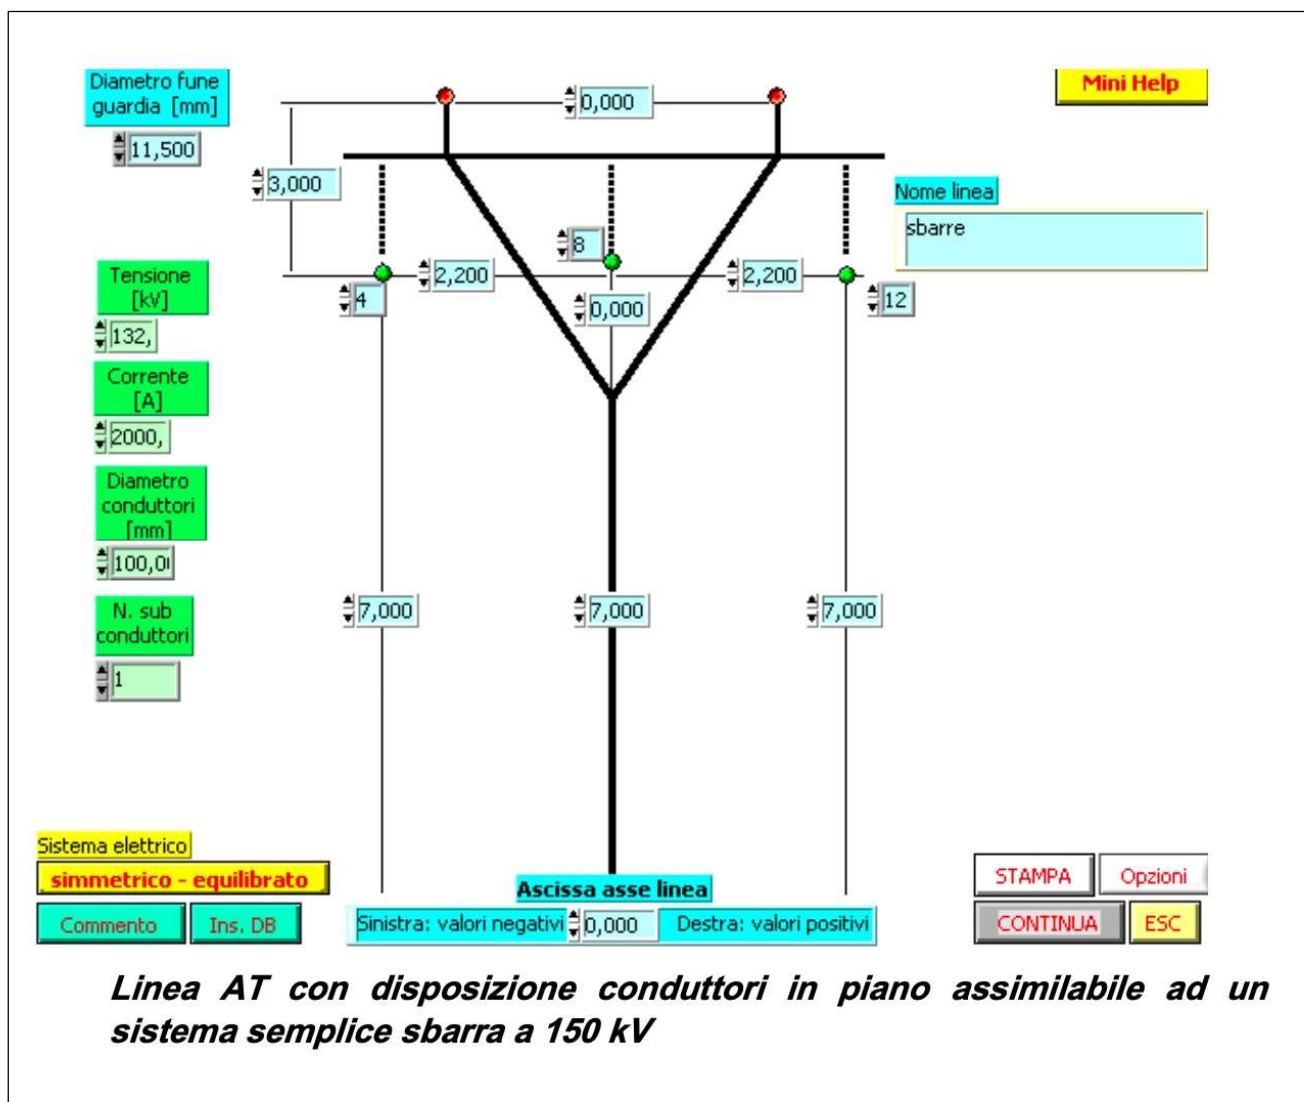 Diametro fune
guardia [mm]
11,500
0,000
Mini Help
3,000
Nome linea
sbarre
8
Tensione
[kV]
132,
2,200
2,200
4
0,000
12
Corrente
[A]
2000,
Diametro
conduttori
[mm]
N. sub
conduttori
1
7,000
7,000
7,000
Sistema elettrico
simmetrico - equilibrato
Commento
Ins. DB
Ascissa asse linea
Sinistra: valori negativi
0,000
Destra: valori positivi
STAMPA
Opzioni
CONTINUA
ESC
Linea AT con disposizione conduttori in piano assimilabile ad un
sistema semplice sbarra a 150 kV